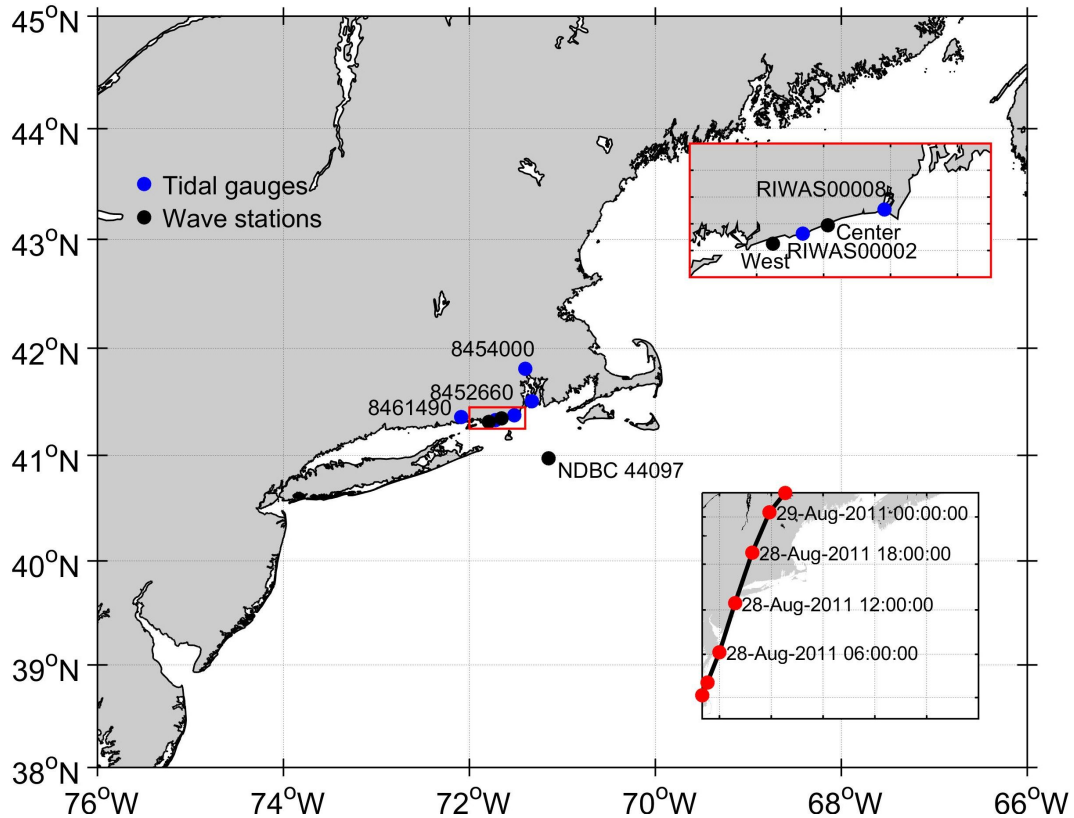 45°N
44°N
43°N
42°N
41°N
40°N
39°N
38°N
76°W
74°W
72°W
70°W
68°W
66°W
Tidal gauges
Wave stations
8454000
8452660
8461490
NDBC 44097
RIWAS00008
Center
RIWAS00002
West
29-Aug-2011 00:00:00
28-Aug-2011 18:00:00
28-Aug-2011 12:00:00
28-Aug-2011 06:00:00